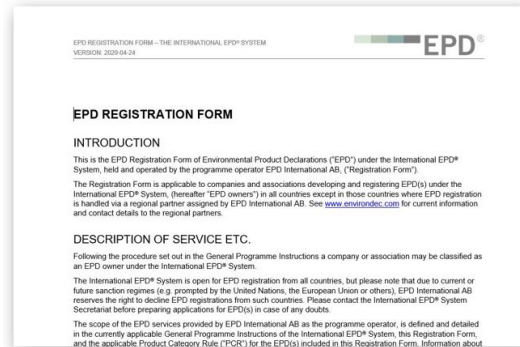 EPD REGISTRATION FORM – THE INTERNATIONAL EPD® SYSTEM
VERSION: 2020-04-24
EPD®
EPD REGISTRATION FORM
INTRODUCTION
This is the EPD Registration Form of Environmental Product Declarations ("EPD") under the International EPD®
System, held and operated by the programme operator EPD International AB, ("Registration Form").
The Registration Form is applicable to companies and associations developing and registering EPD(s) under the
International EPD® System, (hereafter "EPD owners") in all countries except in those countries where EPD registration
is handled via a regional partner assigned by EPD International AB. See www.environdec.com for current information
and contact details to the regional partners.
DESCRIPTION OF SERVICE ETC.
Following the procedure set out in the General Programme Instructions a company or association may be classified as
an EPD owner under the International EPD® System.
The International EPD® System is open for EPD registration from all countries, but please note that due to current or
future sanction regimes (e.g. prompted by the United Nations, the European Union or others), EPD International AB
reserves the right to decline EPD registrations from such countries. Please contact the International EPD® System
Secretariat before preparing applications for EPD(s) in case of any doubts.
The scope of the EPD services provided by EPD International AB as the programme operator, is defined and detailed
in the currently applicable General Programme Instructions of the International EPD® System, this Registration Form,
and the applicable Product Category Rule ("PCR") for the EPD(s) included in this Registration Form. Information about